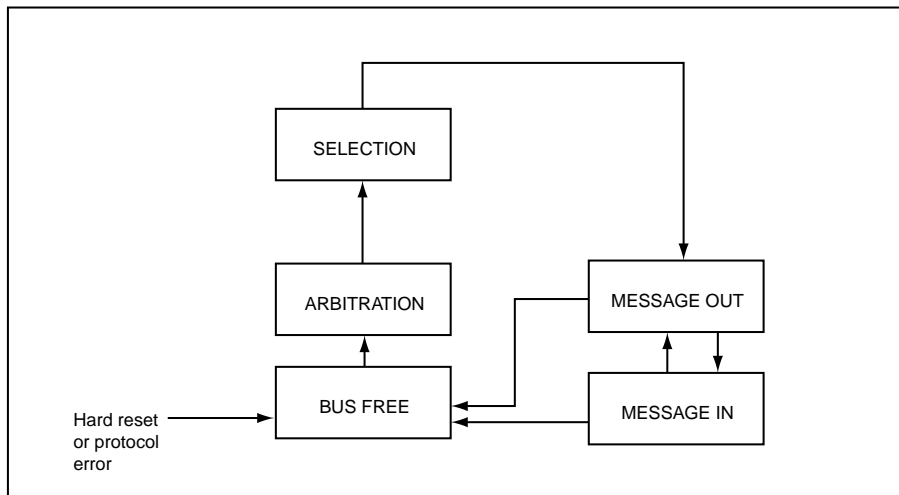 SELECTION
ARBITRATION
MESSAGE OUT
BUS FREE
MESSAGE IN
Hard reset
or protocol
error